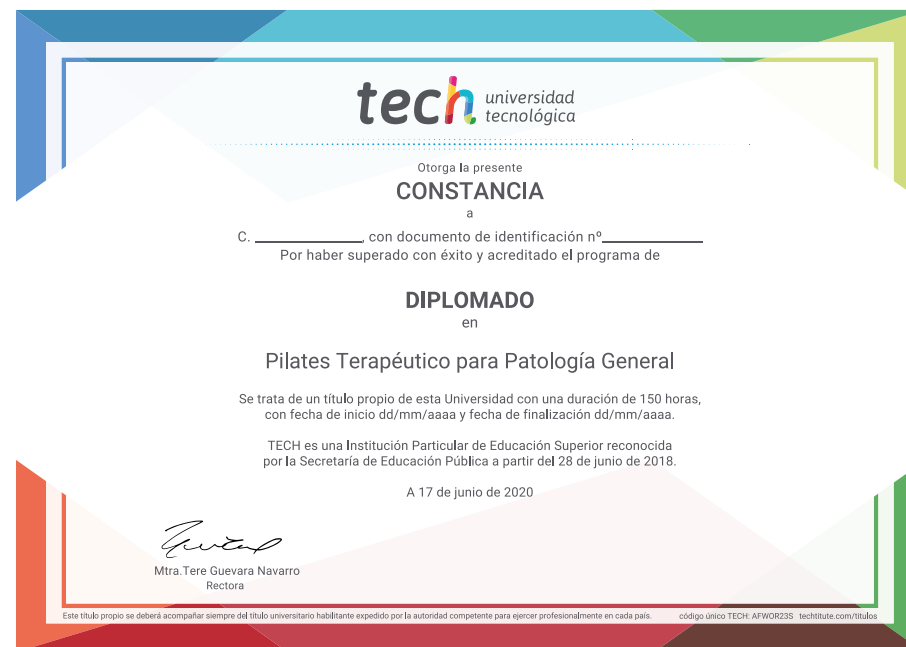 tech universidad
tecnológica
Otorga la presente
CONSTANCIA
a
C. ____________, con documento de identificación nº____________
Por haber superado con éxito y acreditado el programa de
DIPLOMADO
en
Pilates Terapéutico para Patología General
Se trata de un título propio de esta Universidad con una duración de 150 horas,
con fecha de inicio dd/mm/aaaa y fecha de finalización dd/mm/aaaa.
TECH es una Institución Particular de Educación Superior reconocida
por la Secretaría de Educación Pública a partir del 28 de junio de 2018.
A 17 de junio de 2020
Mtra.Tere Guevara Navarro
Rectora
Este título propio se deberá acompañar siempre del título universitario habilitante expedido por la autoridad competente para ejercer profesionalmente en cada país. código único TECH: AFWOR23S techtitute.com/títulos